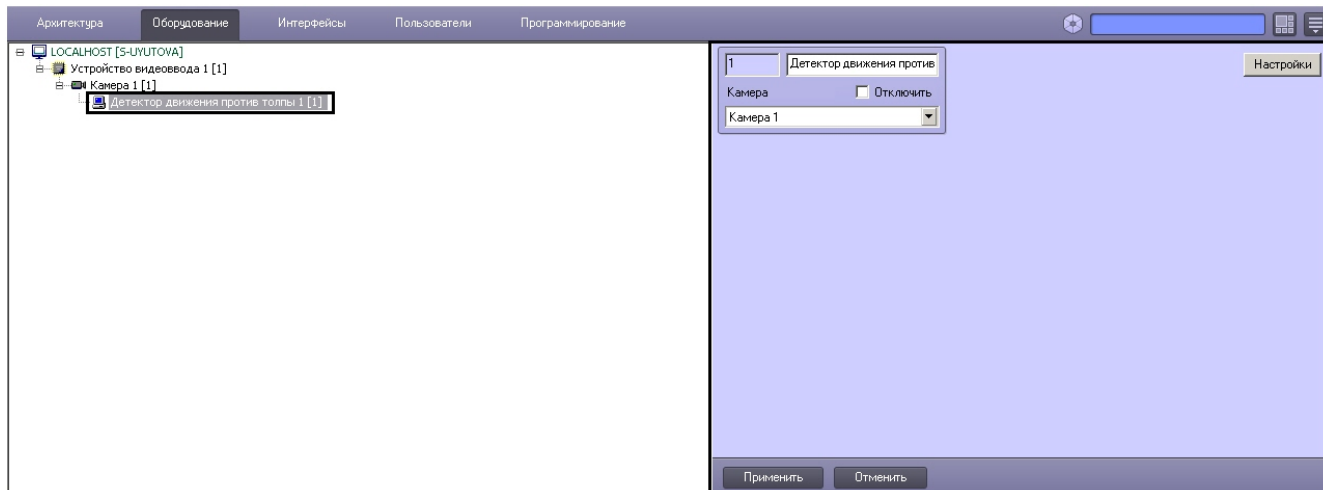 Архитектура Оборудование Интерфейсы Пользователи Программирование
LOCALHOST [S-UYUTOVA]
Устройство видеоввода 1 [1]
Камера 1 [1]
Детектор движения против толпы 1 [1]
1 Детектор движения против Настройки
Камера Отключить
Камера 1
Применить Отменить